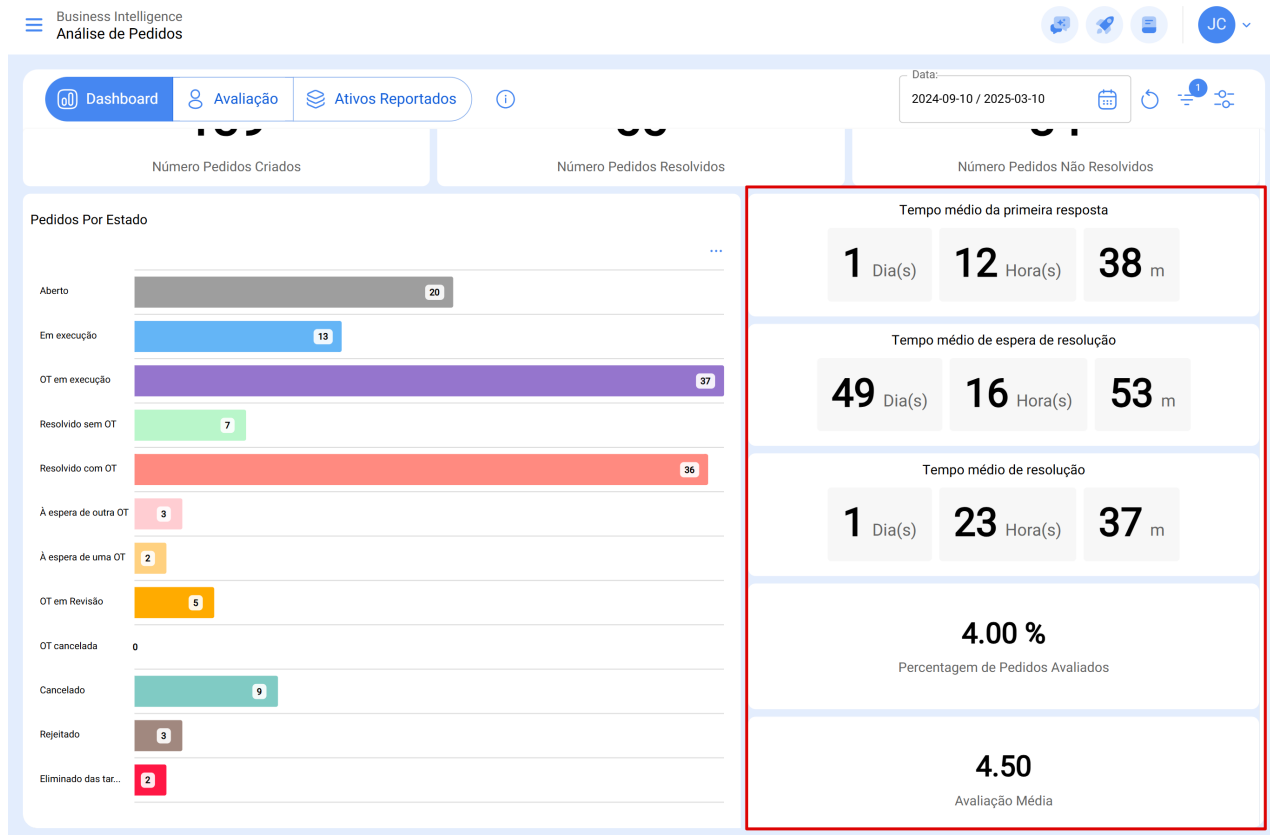 Business Intelligence
Análise de Pedidos
JC
Dashboard
Avaliação
Ativos Reportados
Data:
2024-09-10 / 2025-03-10
1
Número Pedidos Criados
Número Pedidos Resolvidos
Número Pedidos Não Resolvidos
Pedidos Por Estado
...
Aberto 20
Em execução 13
OT em execução 37
Resolvido sem OT 7
Resolvido com OT 36
À espera de outra OT 3
À espera de uma OT 2
OT em Revisão 5
OT cancelada 0
Cancelado 9
Rejeitado 3
Eliminado das tar... 2
Tempo médio da primeira resposta
1 Dia(s) 12 Hora(s) 38 m
Tempo médio de espera de resolução
49 Dia(s) 16 Hora(s) 53 m
Tempo médio de resolução
1 Dia(s) 23 Hora(s) 37 m
4.00 %
Percentagem de Pedidos Avaliados
4.50
Avaliação Média